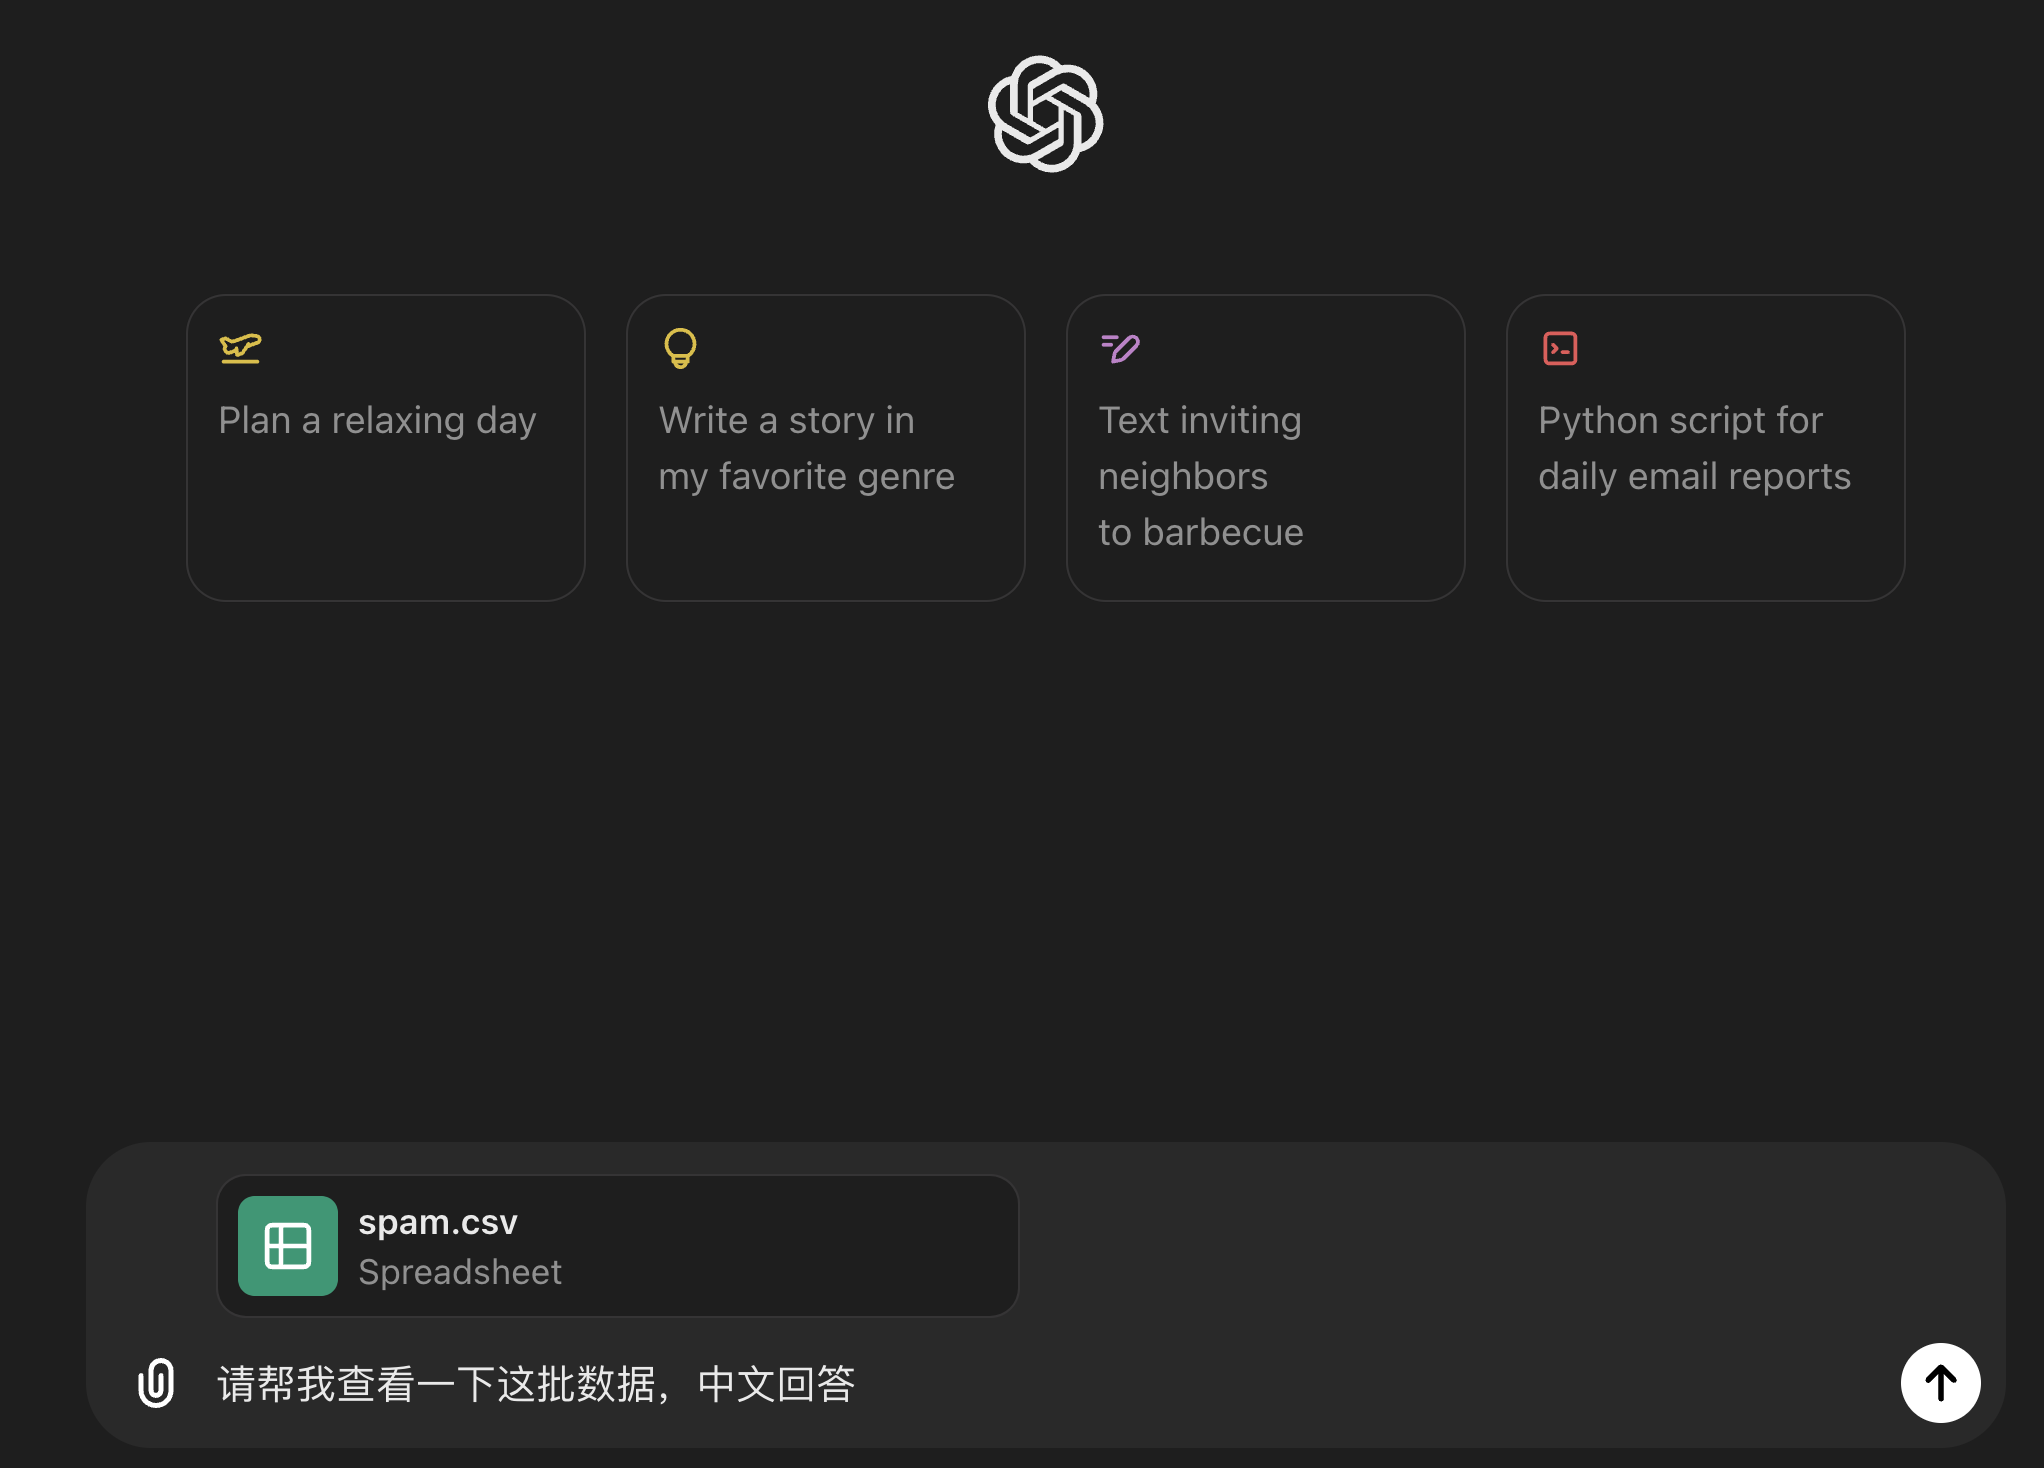 Plan a relaxing day
Write a story in
my favorite genre
Text inviting
neighbors
to barbecue
Python script for
daily email reports
spam.csv
Spreadsheet
请帮我查看一下这批数据，中文回答